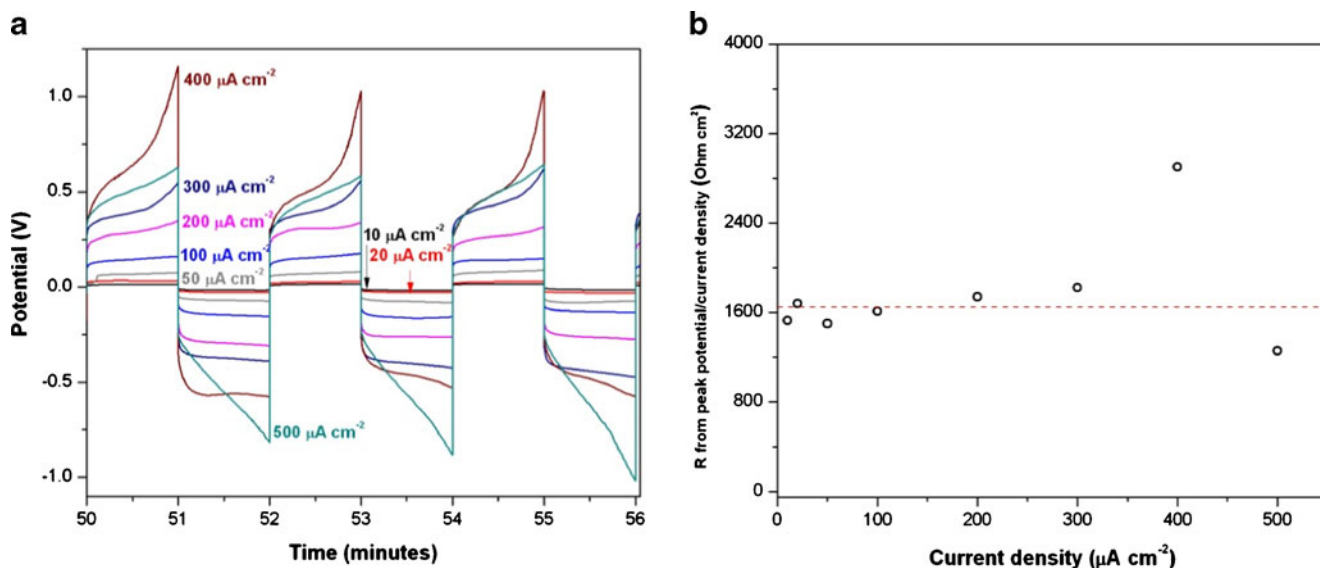 a
400 μA cm-2
300 μA cm-2
200 μA cm-2
100 μA cm-2
50 μA cm-2
10 μA cm-2
20 μA cm-2
500 μA cm-2
1.0
0.5
0.0
-0.5
-1.0
Potential (V)
50 51 52 53 54 55 56
Time (minutes)
b
4000
3200
2400
1600
800
0
R from peak potential/current density (Ohm cm2)
0 100 200 300 400 500
Current density (μA cm-2)